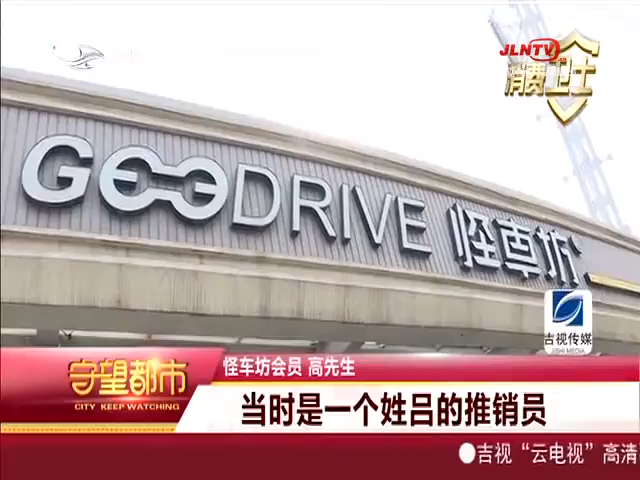 JLNTV
消费卫士
GEEDRIVE 怪车坊
吉视传媒
JISHI MEDIA
守望都市
CITY KEEP WATCHING
怪车坊会员 高先生
当时是一个姓吕的推销员
●吉视“云电视”高清